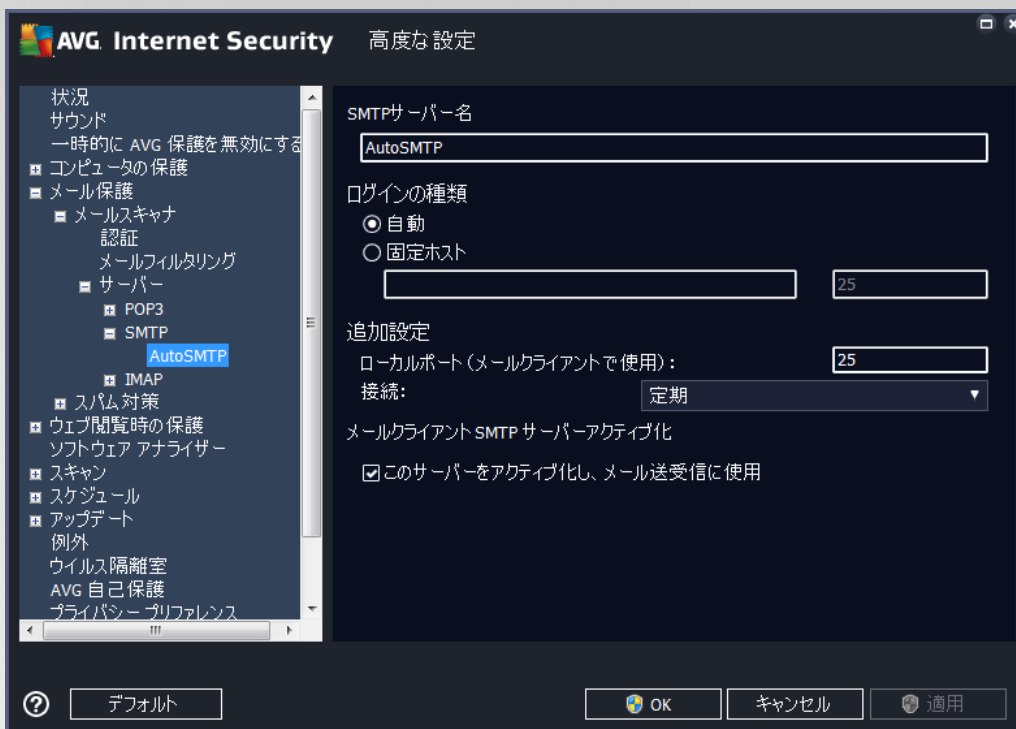 AVG. Internet Security 高度な設定
状況
サウンド
一時的に AVG 保護を無効にする
コンピュータの保護
メール保護
メールスキャナ
認証
メールフィルタリング
サーバー
POP3
SMTP
AutoSMTP
IMAP
スパム対策
ウェブ閲覧時の保護
ソフトウェア アナライザー
スキャン
スケジュール
アップデート
例外
ウイルス隔離室
AVG 自己保護
プライバシー プリファレンス
SMTPサーバー名
AutoSMTP
ログインの種類
自動
固定ホスト
25
追加設定
ローカルポート(メールクライアントで使用):
25
接続:
定期
メールクライアント SMTP サーバーアクティブ化
このサーバーをアクティブ化し、メール送受信に使用
デフォルト
OK
キャンセル
適用